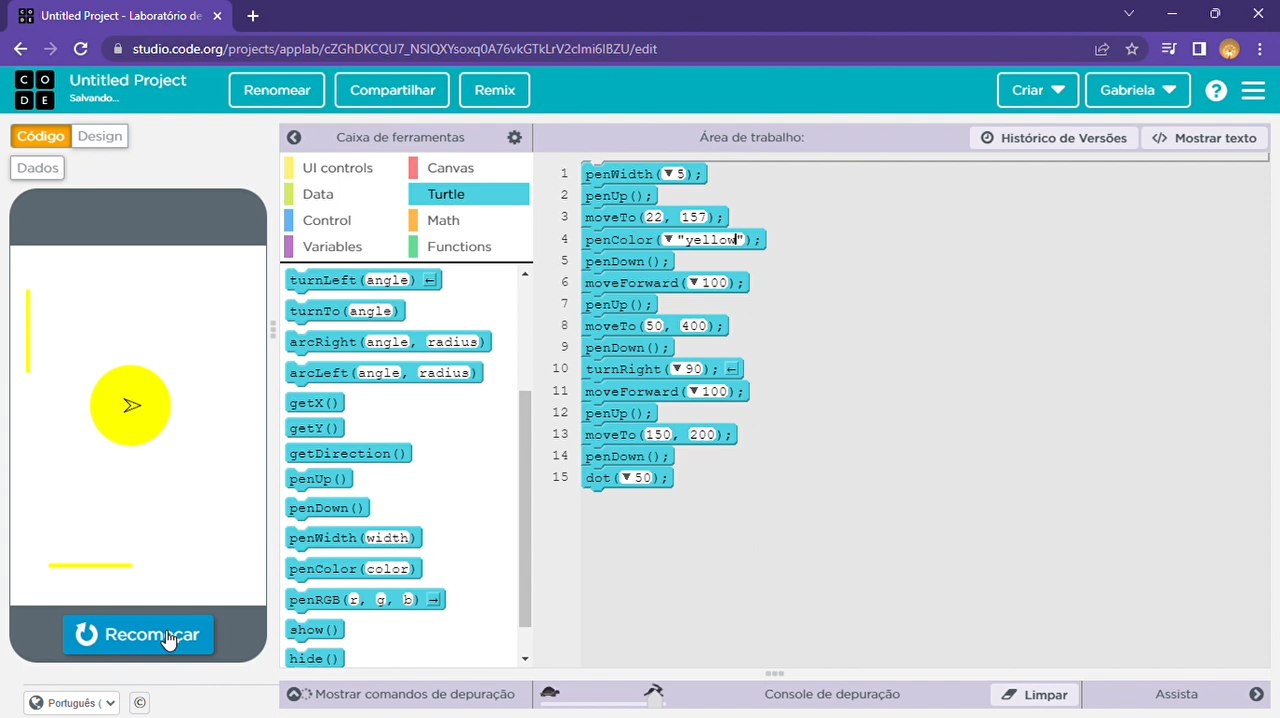 Untitled Project - Laboratório de
studio.code.org/projects/applab/cZGhDKCQU7_NSIQXYsoxq0A76vkGTkLrV2clmi6IBZU/edit
C O D E
Untitled Project
Salvando...
Renomear
Compartilhar
Remix
Criar
Gabriela
?
Código
Design
Dados
Caixa de ferramentas
Área de trabalho:
Histórico de Versões
</> Mostrar texto
UI controls
Canvas
Data
Turtle
Control
Math
Variables
Functions
turnLeft(angle)
turnTo(angle)
arcRight(angle, radius)
arcLeft(angle, radius)
getX()
getY()
getDirection()
penUp()
penDown()
penWidth(width)
penColor(color)
penRGB(r, g, b)
show()
hide()
1 penWidth(5);
2 penUp();
3 moveTo(22, 157);
4 penColor("yellow");
5 penDown();
6 moveForward(100);
7 penUp();
8 moveTo(50, 400);
9 penDown();
10 turnRight(90);
11 moveForward(100);
12 penUp();
13 moveTo(150, 200);
14 penDown();
15 dot(50);
Recomeçar
Mostrar comandos de depuração
Console de depuração
Limpar
Assista
Português (
©